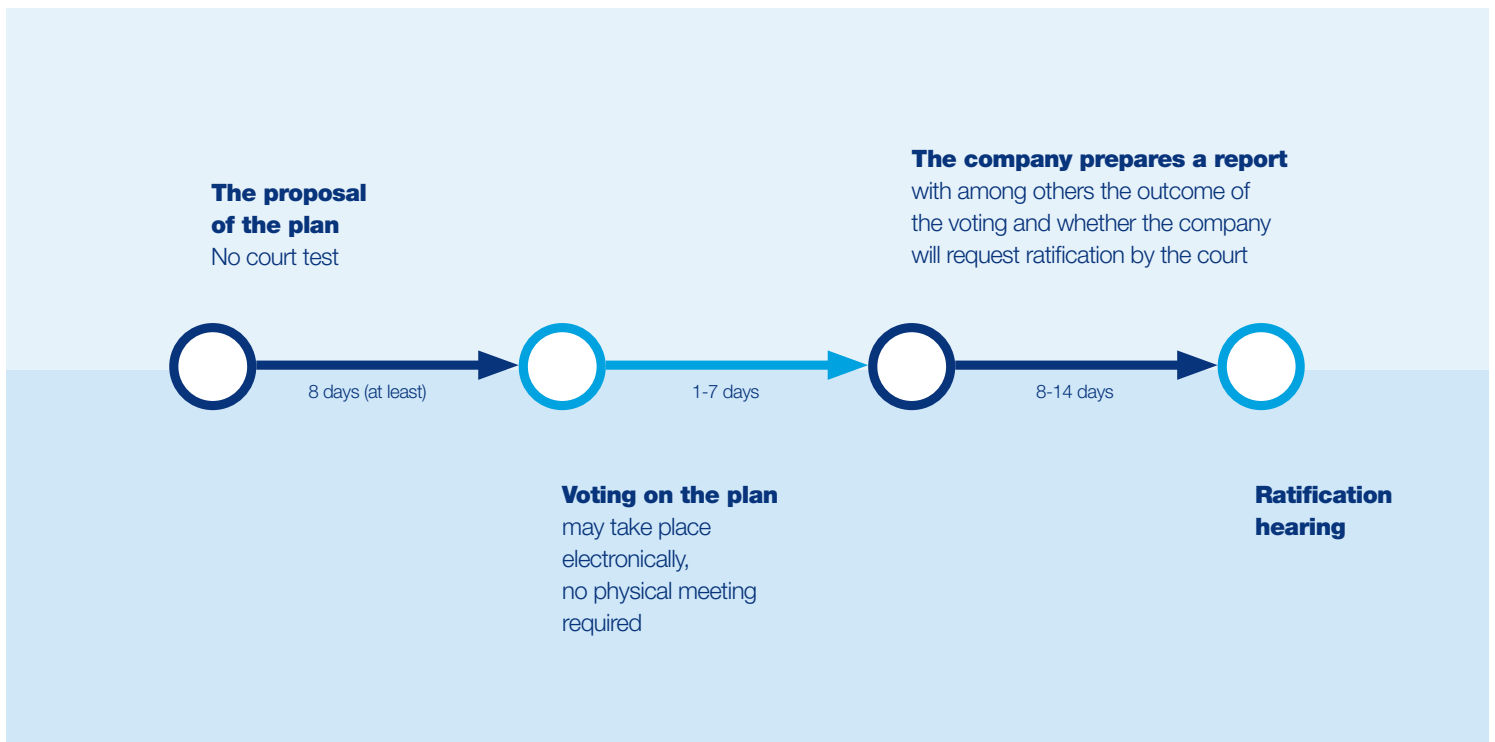 The proposal
of the plan
No court test
8 days (at least)
Voting on the plan
may take place
electronically,
no physical meeting
required
1-7 days
The company prepares a report
with among others the outcome of
the voting and whether the company
will request ratification by the court
8-14 days
Ratification
hearing